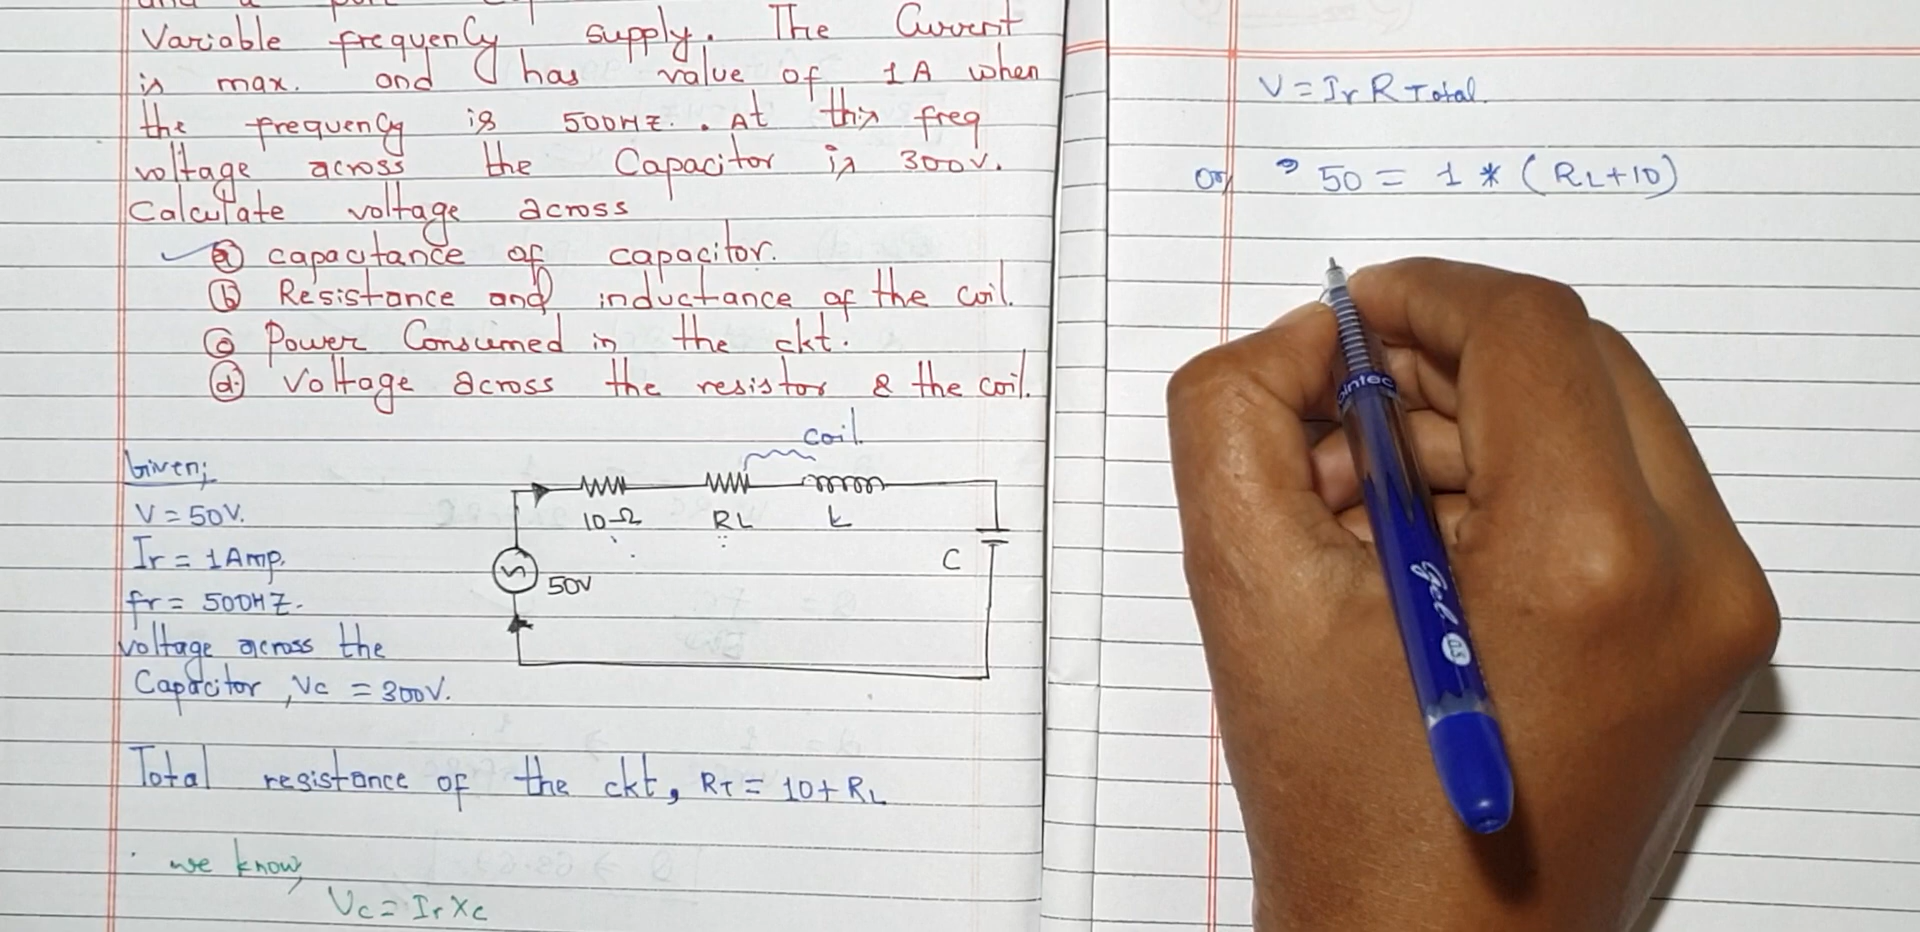 Variable frequency supply. The Current
is max. and has value of 1A when
the frequency is 500HZ. . At this freq
voltage across the Capacitor is 300V.
Calculate voltage across
ⓐ capacitance of capacitor.
ⓑ Resistance and inductance of the coil.
ⓒ Power Consumed in the ckt.
ⓓ Voltage across the resistor & the coil.
coil
Given;
V = 50V.
Ir = 1Amp.
fr = 500HZ.
voltage across the
Capacitor, Vc = 300V.
10Ω RL L
C
50V
Total resistance of the ckt, RT = 10 + RL
we know,
Vc = Ir Xc
V = Ir R Total.
or, 50 = 1 * (RL+10)
Gel